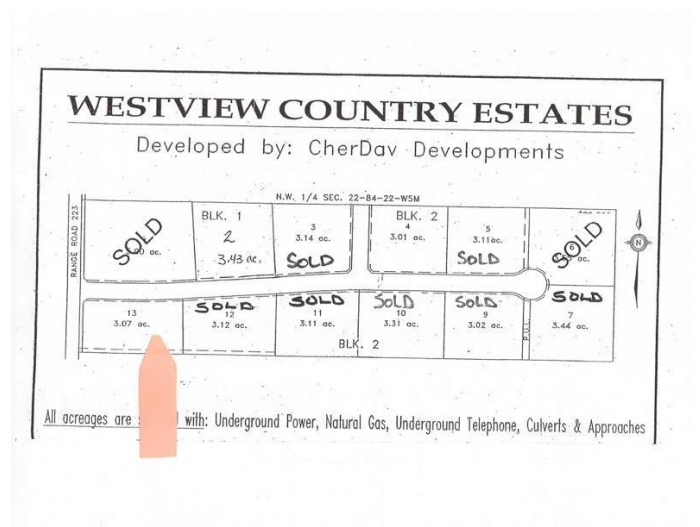 WESTVIEW COUNTRY ESTATES
Developed by: CherDav Developments
N.W. 1/4 SEC. 22-84-22-W5M
RANGE ROAD 223
BLK. 1
BLK. 2
SOLD
ac.
2
3.43 ac.
3
3.14 ac.
SOLD
4
3.01 ac.
5
3.11ac.
SOLD
6
SOLD
ac.
N
13
3.07 ac.
SOLD
12
3.12 ac.
SOLD
11
3.11 ac.
SOLD
10
3.31 ac.
SOLD
9
3.02 ac.
P.U.L.
SOLD
7
3.44 ac.
BLK. 2
All acreages are with: Underground Power, Natural Gas, Underground Telephone, Culverts & Approaches